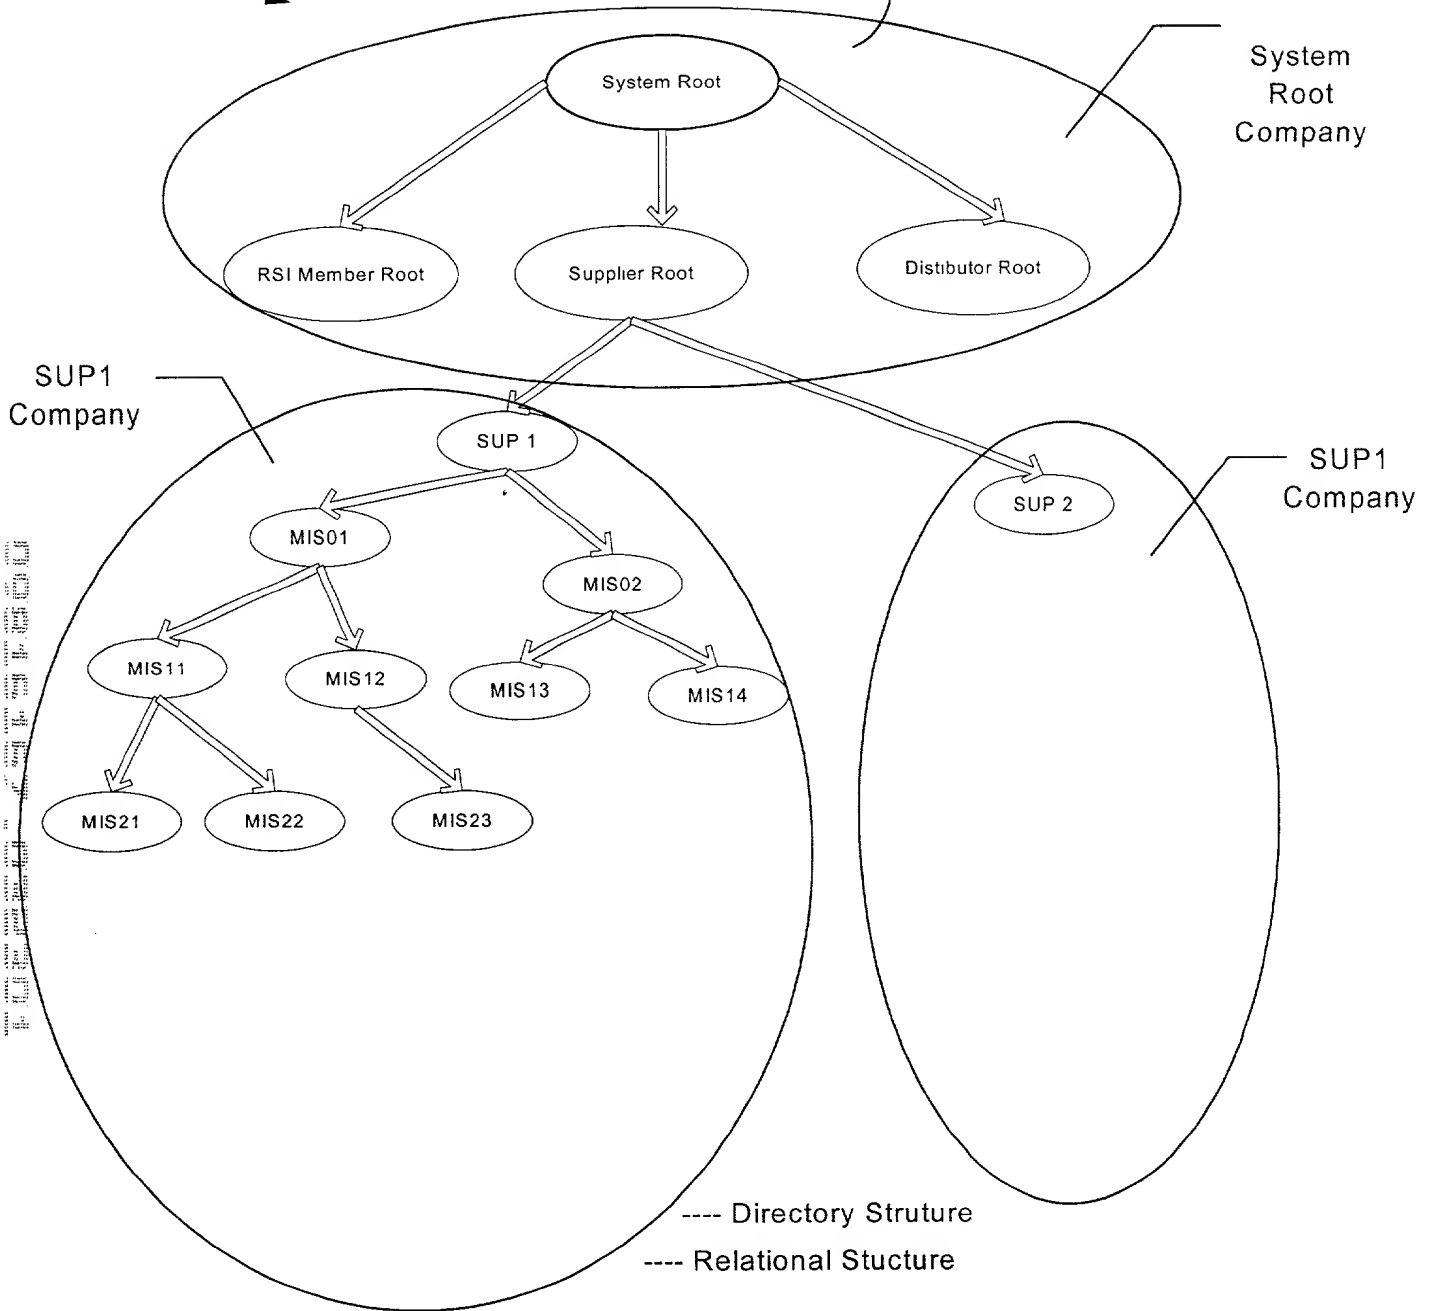 System Root
System
Root
Company
RSI Member Root
Supplier Root
Distibutor Root
SUP1
Company
SUP 1
SUP1
Company
SUP 2
MIS01
MIS02
MIS11
MIS12
MIS13
MIS14
MIS21
MIS22
MIS23
---- Directory Struture
---- Relational Stucture